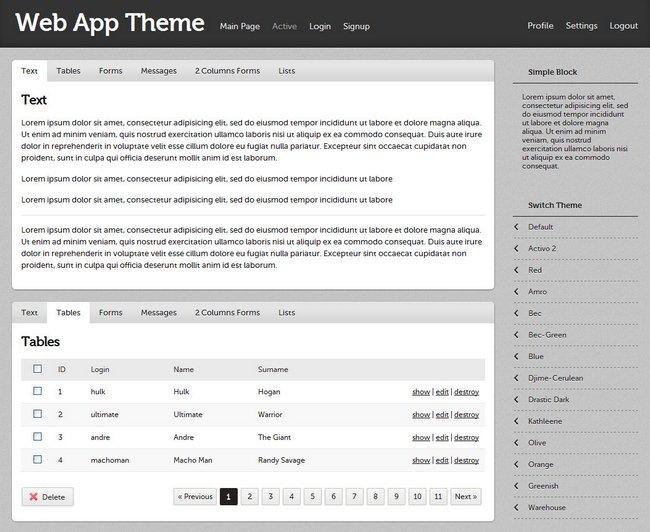 Web App Theme Main Page Active Login Signup Profile Settings Logout
Text Tables Forms Messages 2 Columns Forms Lists
Text
Lorem ipsum dolor sit amet, consectetur adipisicing elit, sed do eiusmod tempor incididunt ut labore et dolore magna aliqua.
Ut enim ad minim veniam, quis nostrud exercitation ullamco laboris nisi ut aliquip ex ea commodo consequat. Duis aute irure
dolor in reprehenderit in voluptate velit esse cillum dolore eu fugiat nulla pariatur. Excepteur sint occaecat cupidatat non
proident, sunt in culpa qui officia deserunt mollit anim id est laborum.
Lorem ipsum dolor sit amet, consectetur adipisicing elit, sed do eiusmod tempor incididunt ut labore
Lorem ipsum dolor sit amet, consectetur adipisicing elit, sed do eiusmod tempor incididunt ut labore
Lorem ipsum dolor sit amet, consectetur adipisicing elit, sed do eiusmod tempor incididunt ut labore et dolore magna aliqua.
Ut enim ad minim veniam, quis nostrud exercitation ullamco laboris nisi ut aliquip ex ea commodo consequat. Duis aute irure
dolor in reprehenderit in voluptate velit esse cillum dolore eu fugiat nulla pariatur. Excepteur sint occaecat cupidatat non
proident, sunt in culpa qui officia deserunt mollit anim id est laborum.
Text Tables Forms Messages 2 Columns Forms Lists
Tables
ID Login Name Surname
1 hulk Hulk Hogan show | edit | destroy
2 ultimate Ultimate Warrior show | edit | destroy
3 andre Andre The Giant show | edit | destroy
4 machoman Macho Man Randy Savage show | edit | destroy
Delete « Previous 1 2 3 4 5 6 7 8 9 10 11 Next »
Simple Block
Lorem ipsum dolor sit amet,
consectetur adipisicing elit, sed
do eiusmod tempor incididunt
ut labore et dolore magna
aliqua. Ut enim ad minim
veniam, quis nostrud
exercitation ullamco laboris nisi
ut aliquip ex ea commodo
consequat.
Switch Theme
Default
Activo 2
Red
Amro
Bec
Bec-Green
Blue
Djime-Cerulean
Drastic Dark
Kathleene
Olive
Orange
Greenish
Warehouse